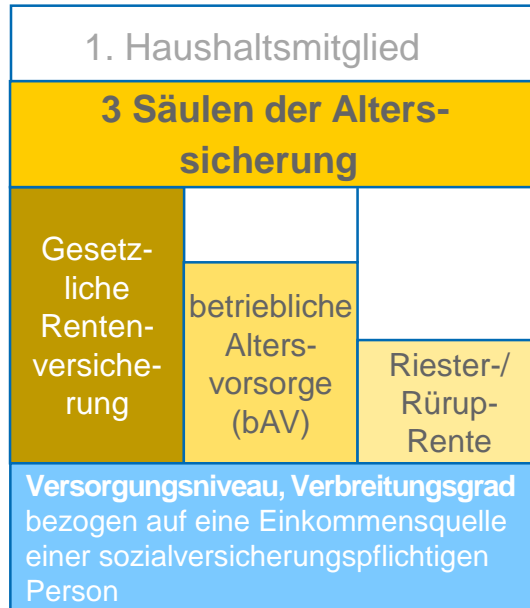 1. Haushaltsmitglied
3 Säulen der Alters-
sicherung
Gesetz-
liche
Renten-
versiche-
rung
betriebliche
Alters-
vorsorge
(bAV)
Riester-/
Rürup-
Rente
Versorgungsniveau, Verbreitungsgrad
bezogen auf eine Einkommensquelle
einer sozialversicherungspflichtigen
Person